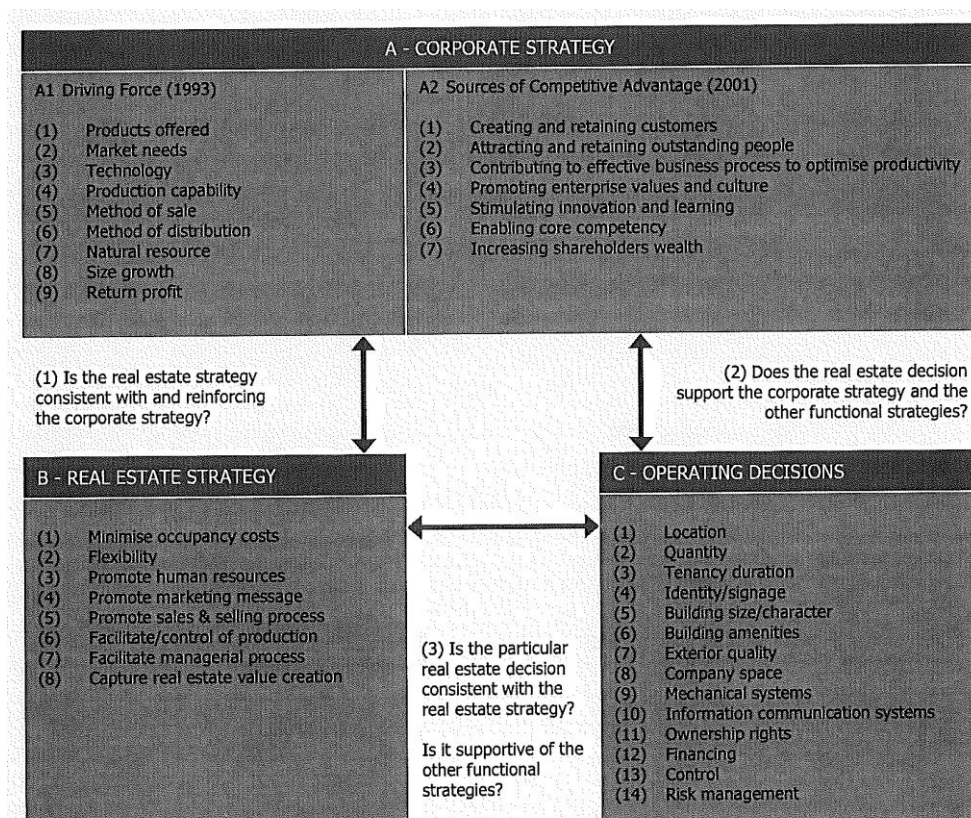 A - CORPORATE STRATEGY
A1 Driving Force (1993)
(1) Products offered
(2) Market needs
(3) Technology
(4) Production capability
(5) Method of sale
(6) Method of distribution
(7) Natural resource
(8) Size growth
(9) Return profit
A2 Sources of Competitive Advantage (2001)
(1) Creating and retaining customers
(2) Attracting and retaining outstanding people
(3) Contributing to effective business process to optimise productivity
(4) Promoting enterprise values and culture
(5) Stimulating innovation and learning
(6) Enabling core competency
(7) Increasing shareholders wealth
(1) Is the real estate strategy
consistent with and reinforcing
the corporate strategy?
(2) Does the real estate decision
support the corporate strategy and the
other functional strategies?
B - REAL ESTATE STRATEGY
(1) Minimise occupancy costs
(2) Flexibility
(3) Promote human resources
(4) Promote marketing message
(5) Promote sales & selling process
(6) Facilitate/control of production
(7) Facilitate managerial process
(8) Capture real estate value creation
(3) Is the particular
real estate decision
consistent with the
real estate strategy?
Is it supportive of the
other functional
strategies?
C - OPERATING DECISIONS
(1) Location
(2) Quantity
(3) Tenancy duration
(4) Identity/signage
(5) Building size/character
(6) Building amenities
(7) Exterior quality
(8) Company space
(9) Mechanical systems
(10) Information communication systems
(11) Ownership rights
(12) Financing
(13) Control
(14) Risk management